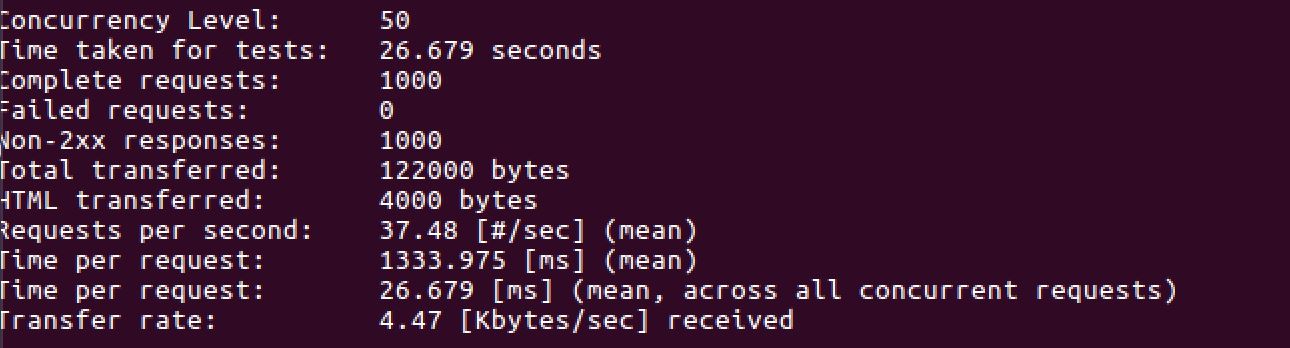 Concurrency Level: 50
Time taken for tests: 26.679 seconds
Complete requests: 1000
Failed requests: 0
Non-2xx responses: 1000
Total transferred: 122000 bytes
HTML transferred: 4000 bytes
Requests per second: 37.48 [#/sec] (mean)
Time per request: 1333.975 [ms] (mean)
Time per request: 26.679 [ms] (mean, across all concurrent requests)
Transfer rate: 4.47 [Kbytes/sec] received